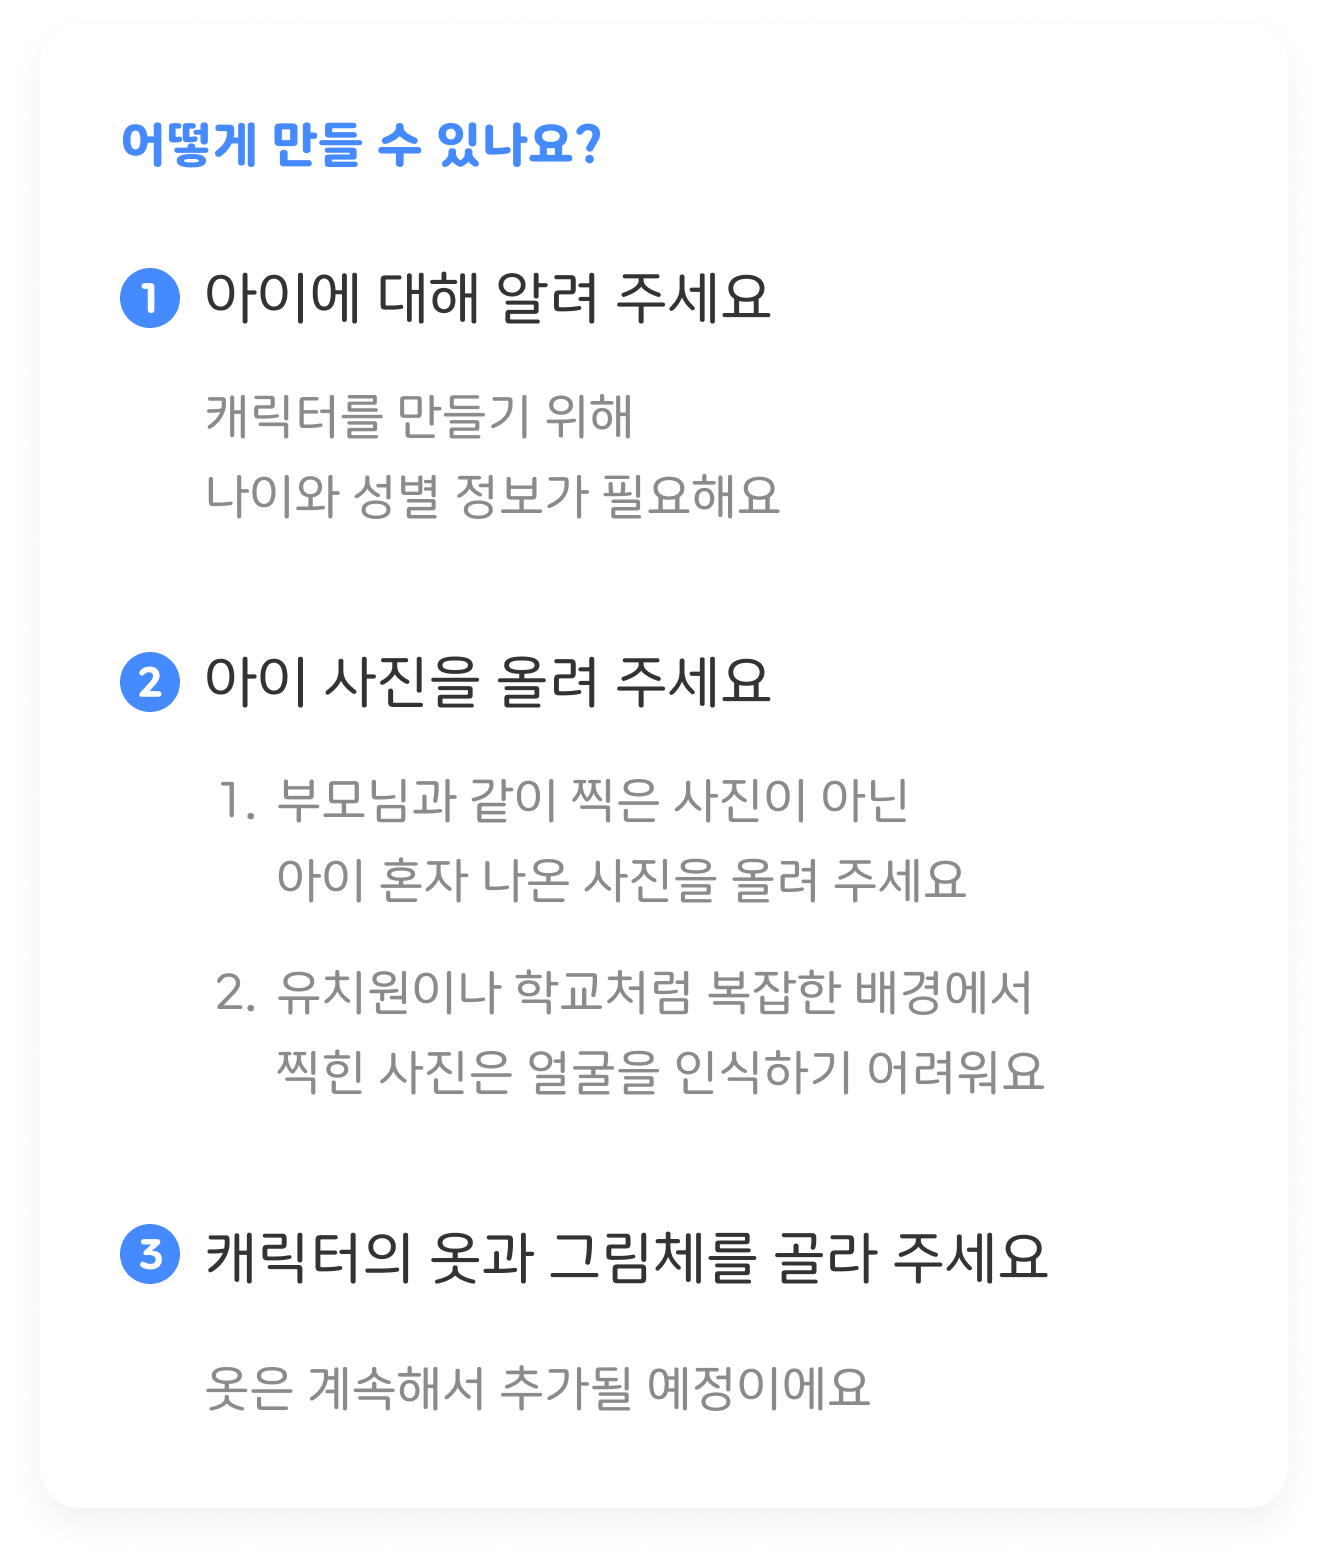 어떻게 만들 수 있나요?
1 아이에 대해 알려 주세요
캐릭터를 만들기 위해
나이와 성별 정보가 필요해요
2 아이 사진을 올려 주세요
1. 부모님과 같이 찍은 사진이 아닌
아이 혼자 나온 사진을 올려 주세요
2. 유치원이나 학교처럼 복잡한 배경에서
찍힌 사진은 얼굴을 인식하기 어려워요
3 캐릭터의 옷과 그림체를 골라 주세요
옷은 계속해서 추가될 예정이에요